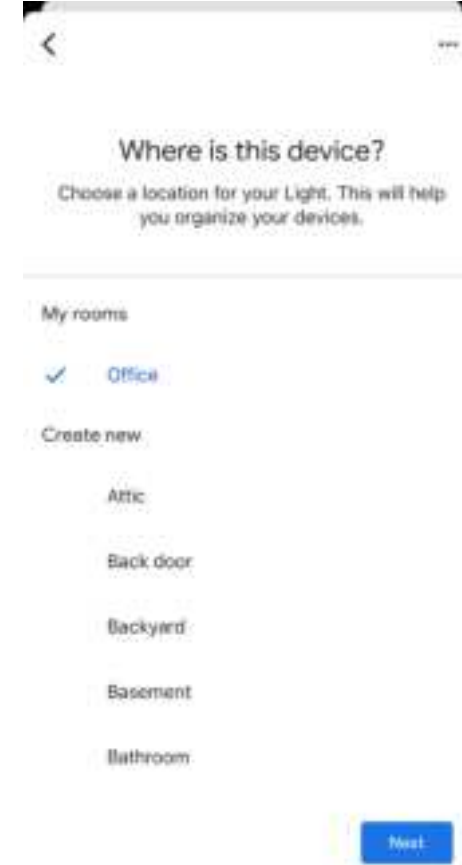 Where is this device?
Choose a location for your Light. This will help
you organize your devices.
My rooms
Office
Create new
Attic
Back door
Backyard
Basement
Bathroom
Next